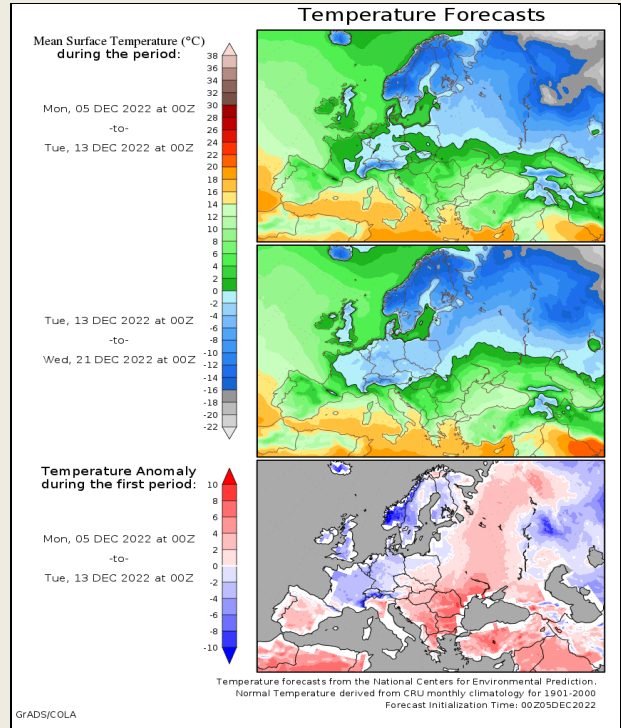 Temperature Forecasts
Mean Surface Temperature (°C)
during the period:
Mon, 05 DEC 2022 at 00Z
-to-
Tue, 13 DEC 2022 at 00Z
38
36
34
32
30
28
26
24
22
20
18
16
14
12
10
8
6
4
2
0
-2
-4
-6
-8
-10
-12
-14
-16
-18
-20
-22
Tue, 13 DEC 2022 at 00Z
-to-
Wed, 21 DEC 2022 at 00Z
Temperature Anomaly
during the first period:
Mon, 05 DEC 2022 at 00Z
-to-
Tue, 13 DEC 2022 at 00Z
10
8
6
4
2
0
-2
-4
-6
-8
-10
Temperature forecasts from the National Centers for Environmental Prediction.
Normal Temperature derived from CRU monthly climatology for 1901-2000
Forecast Initialization Time: 00Z05DEC2022
GrADS/COLA